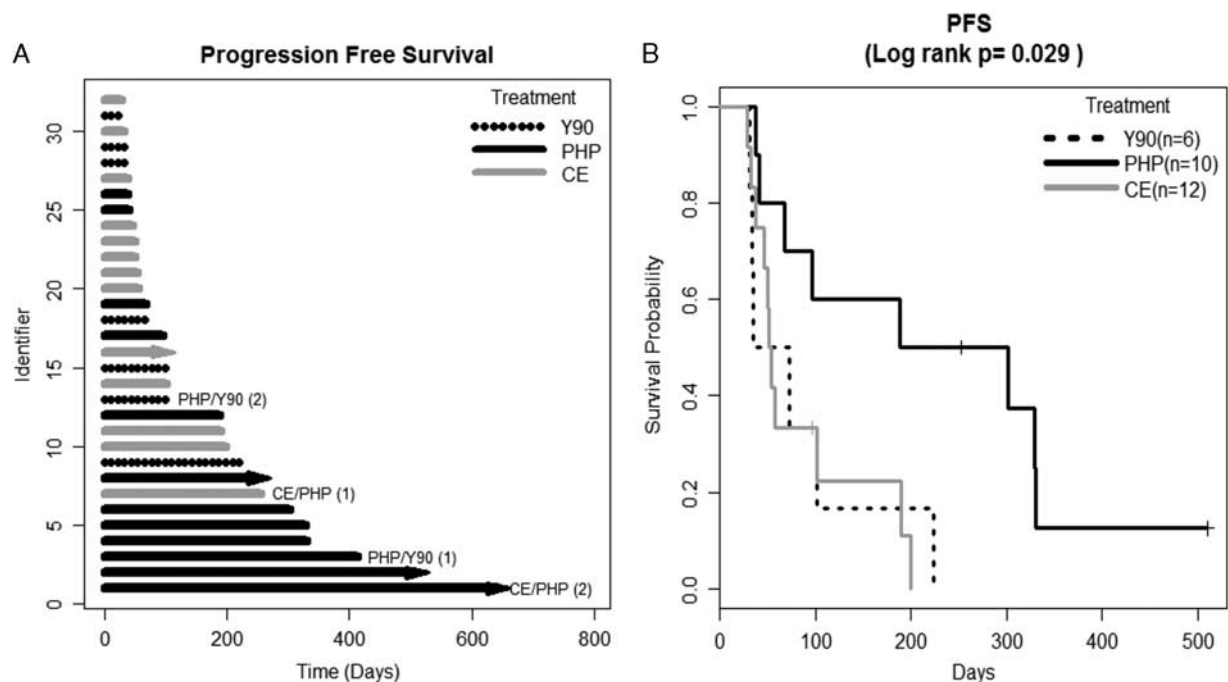 A
Progression Free Survival
Treatment
Y90
PHP
CE
Identifier
0
5
10
15
20
25
30
PHP/Y90 (2)
CE/PHP (1)
PHP/Y90 (1)
CE/PHP (2)
0
200
400
600
800
Time (Days)
B
PFS
(Log rank p= 0.029 )
Treatment
Y90(n=6)
PHP(n=10)
CE(n=12)
Survival Probability
0.0
0.2
0.4
0.6
0.8
1.0
0
100
200
300
400
500
Days